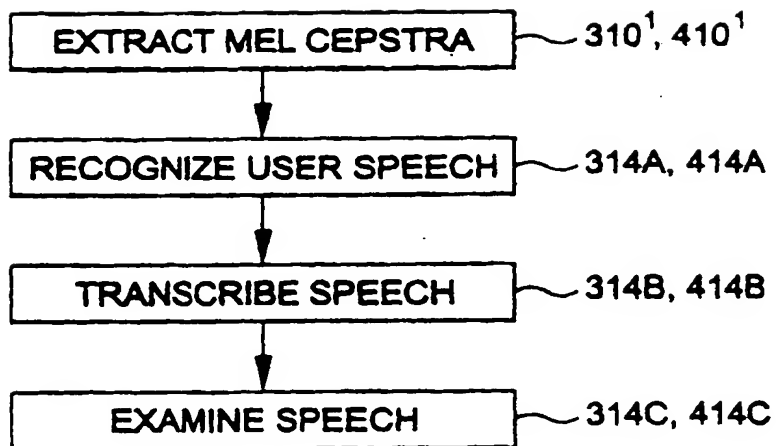 EXTRACT MEL CEPSTRA 310¹, 410¹
RECOGNIZE USER SPEECH 314A, 414A
TRANSCRIBE SPEECH 314B, 414B
EXAMINE SPEECH 314C, 414C